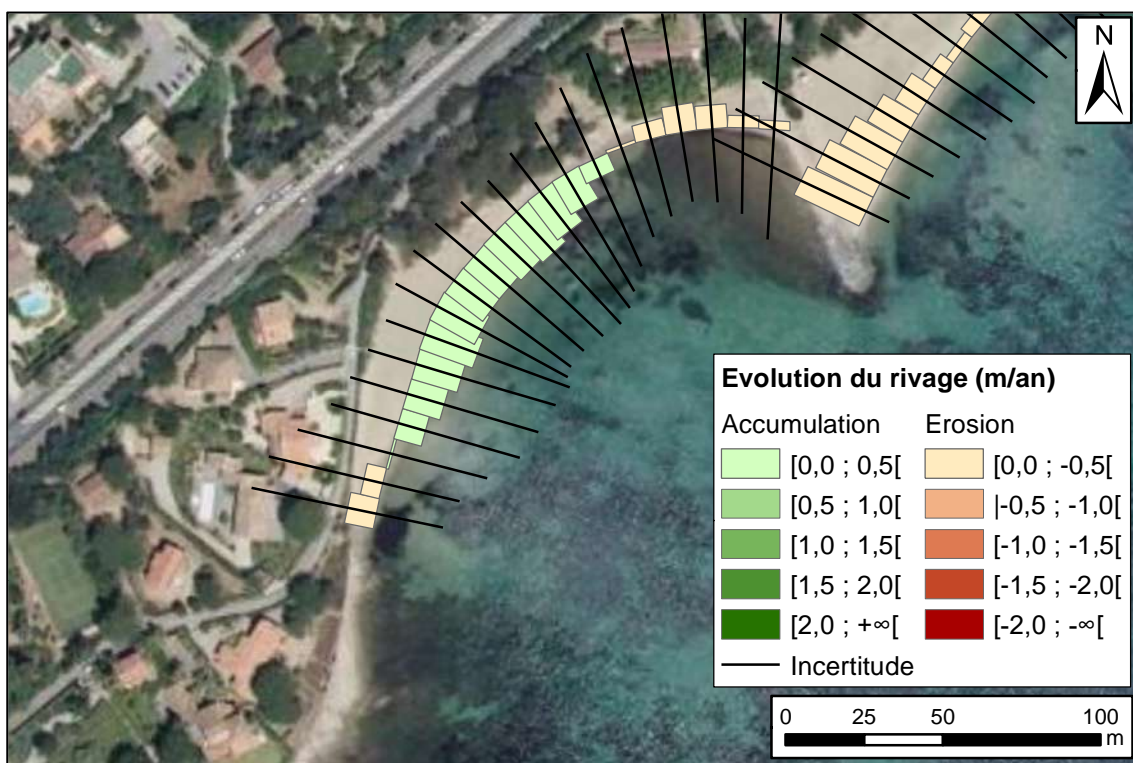 N
Evolution du rivage (m/an)
Accumulation Erosion
[0,0 ; 0,5[ [0,0 ; -0,5[
[0,5 ; 1,0[ |-0,5 ; -1,0[
[1,0 ; 1,5[ [-1,0 ; -1,5[
[1,5 ; 2,0[ [-1,5 ; -2,0[
[2,0 ; +∞[ [-2,0 ; -∞[
Incertitude
0 25 50 100
m